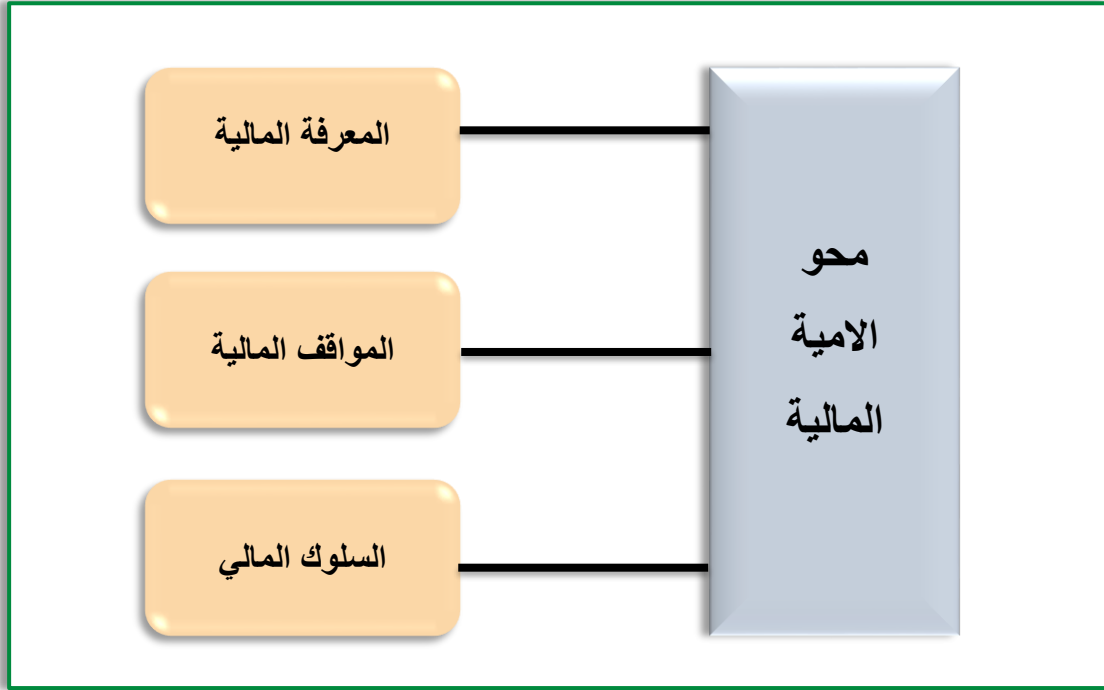 محو
الامية
المالية
المعرفة المالية
المواقف المالية
السلوك المالي